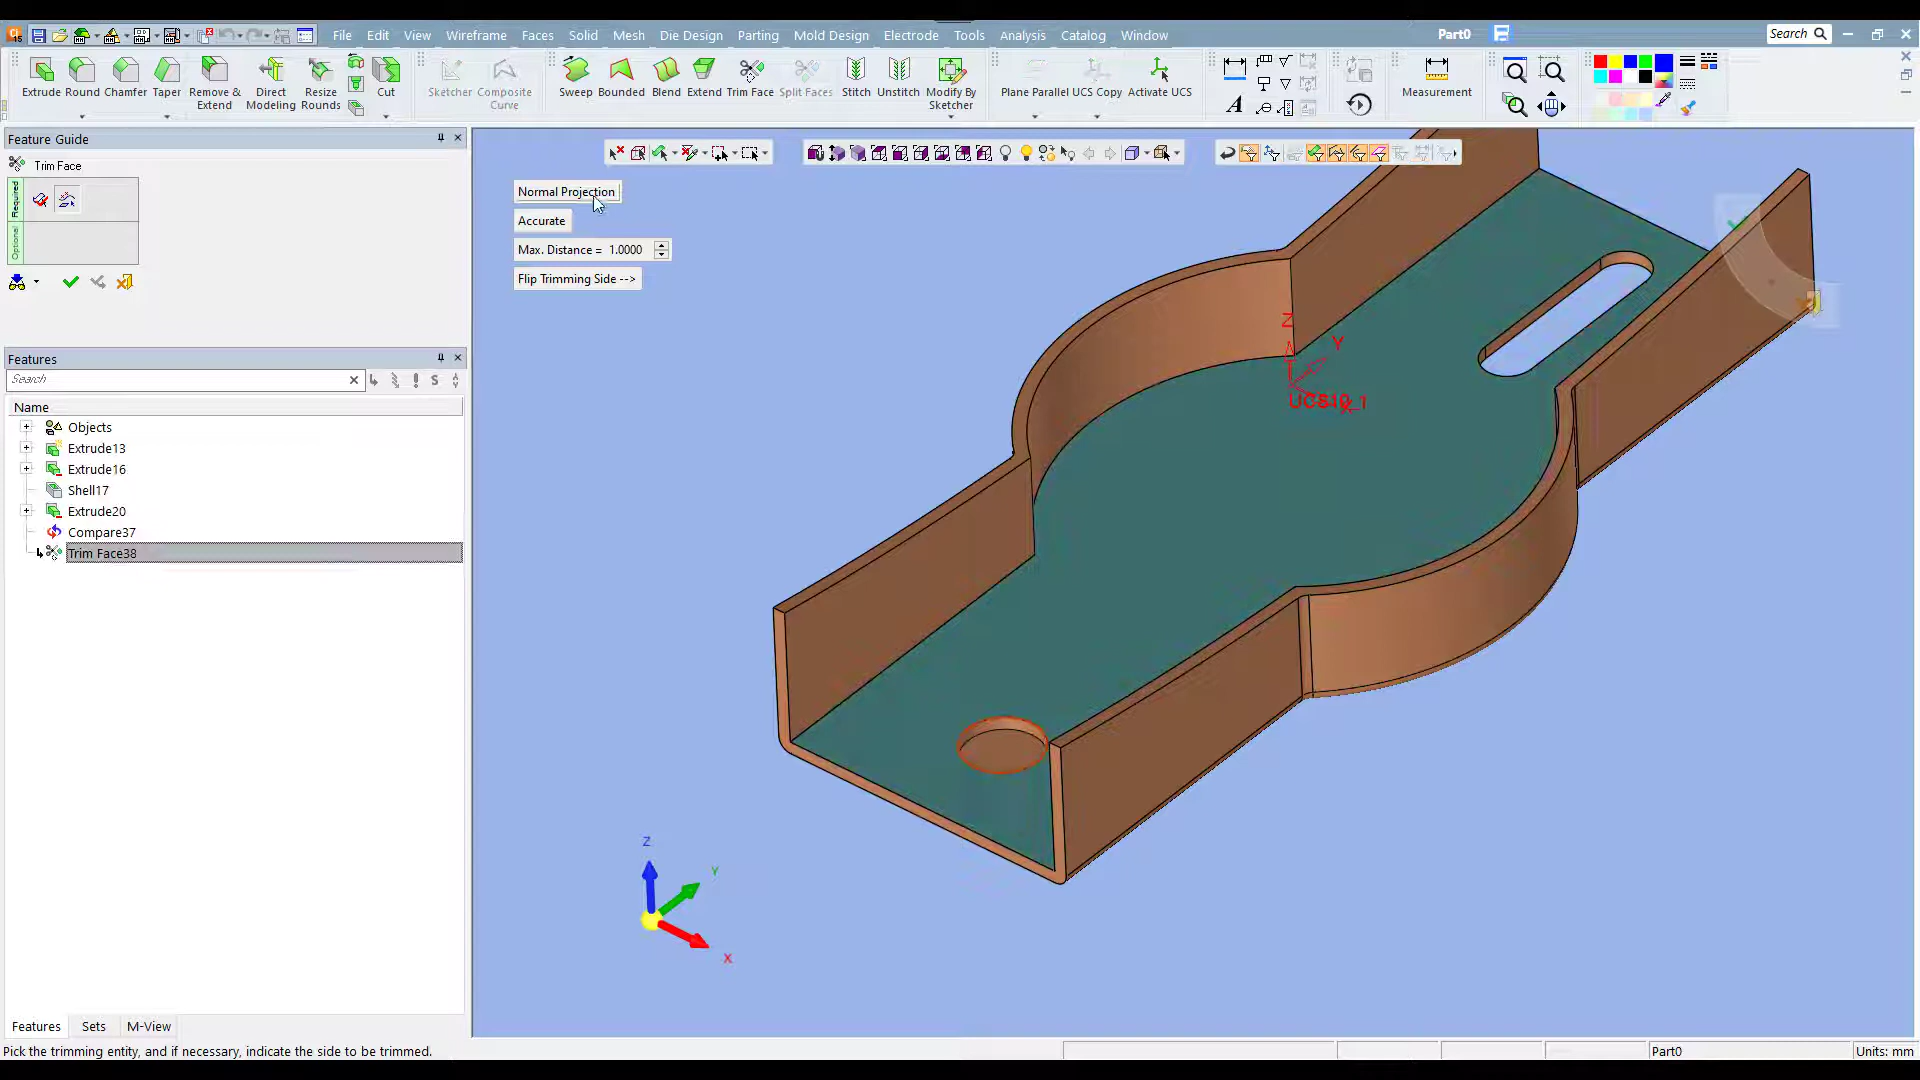 File Edit View Wireframe Faces Solid Mesh Die Design Parting Mold Design Electrode Tools Analysis Catalog Window Part0 Search
Extrude Round Chamfer Taper Remove & Extend Direct Modeling Resize Rounds Cut Sketcher Composite Curve Sweep Bounded Blend Extend Trim Face Split Faces Stitch Unstitch Modify By Sketcher Plane Parallel UCS Copy Activate UCS Measurement
Feature Guide
Trim Face
Required
Optional
Normal Projection
Accurate
Max. Distance = 1.0000
Flip Trimming Side -->
Features
Search
Name
Objects
Extrude13
Extrude16
Shell17
Extrude20
Compare37
Trim Face38
Z
Y
Z
Y
X
Features Sets M-View
Pick the trimming entity, and if necessary, indicate the side to be trimmed. Part0 Units: mm